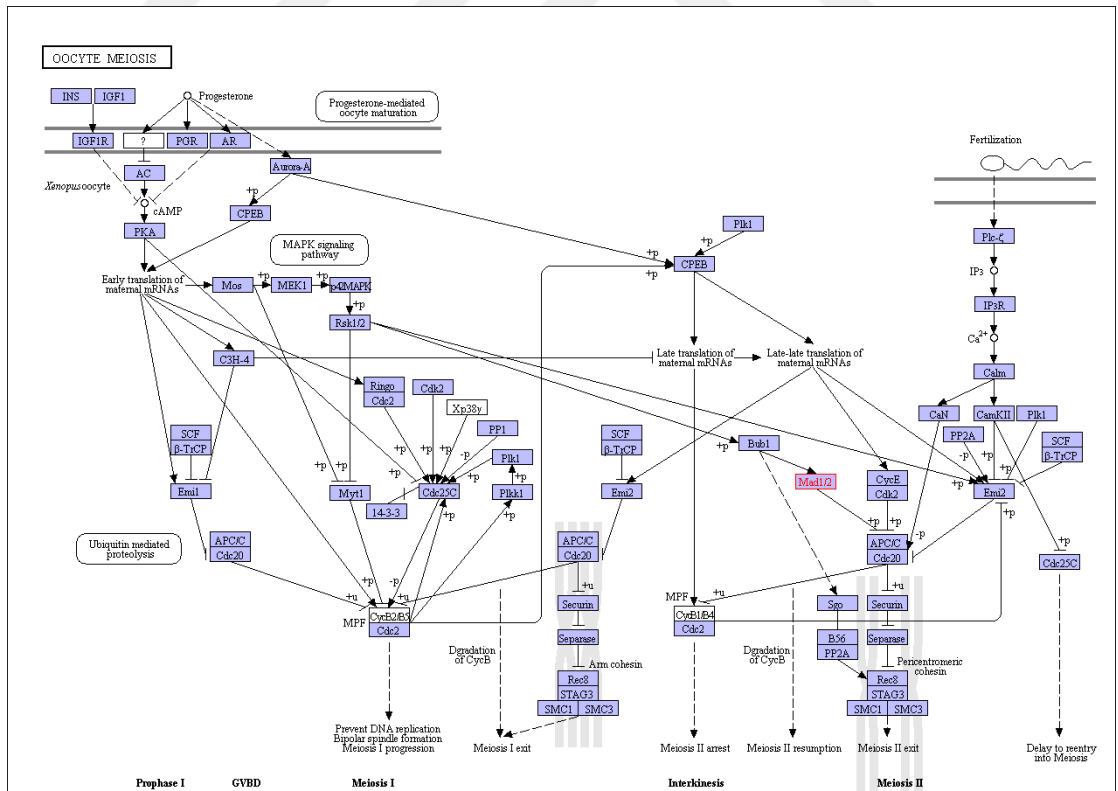 OOCYTE MEIOSIS
INS
IGF1
Progesterone
Progesterone-mediated
oocyte maturation
IGF1R
?
PGR
AR
Fertilization
AC
Aurora-A
Xenopus oocyte
cAMP
+p
CPEB
PKA
Plk1
+p
Plc-ζ
MAPK signaling
pathway
+p
CPEB
+p
IP3
Early translation of
maternal mRNAs
Mos
+p
MEK1
+p
p42MAPK
+p
Rsk1/2
IP3R
Ca2+
C3H-4
Late translation of
maternal mRNAs
Late-late translation of
maternal mRNAs
Calm
Ringo
Cdc2
Cdk2
Xp38γ
PP1
CaN
CamKII
Plk1
SCF
β-TrCP
SCF
β-TrCP
+p
Bub1
PP2A
SCF
β-TrCP
+p
+p
+p
+p
+p
-p
Plk1
+p
-p
+p
Emi1
Myt1
Cdc25C
Plkk1
Emi2
Mad1/2
CycE
Cdk2
+p
Emi2
14-3-3
+p
+p
+p
+p
Ubiquitin mediated
proteolysis
APC/C
Cdc20
APC/C
Cdc20
APC/C
Cdc20
-p
+p
Cdc25C
+p
-p
+u
+u
+u
+u
+u
MPF
CycB2/B5
Cdc2
Securin
MPF
CycB1/B4
Cdc2
Sgo
Securin
Separase
B56
PP2A
Separase
Dgradation
of CycB
Arm cohesin
Dgradation
of CycB
Pericentromeric
cohesin
Rec8
STAG3
SMC1
SMC3
Rec8
STAG3
SMC1
SMC3
Prevent DNA replication
Bipolar spindle formation
Meiosis I progression
Meiosis I exit
Meiosis II arrest
Meiosis II resumption
Meiosis II exit
Delay to reentry
into Meiosis
Prophase I
GVBD
Meiosis I
Interkinesis
Meiosis II